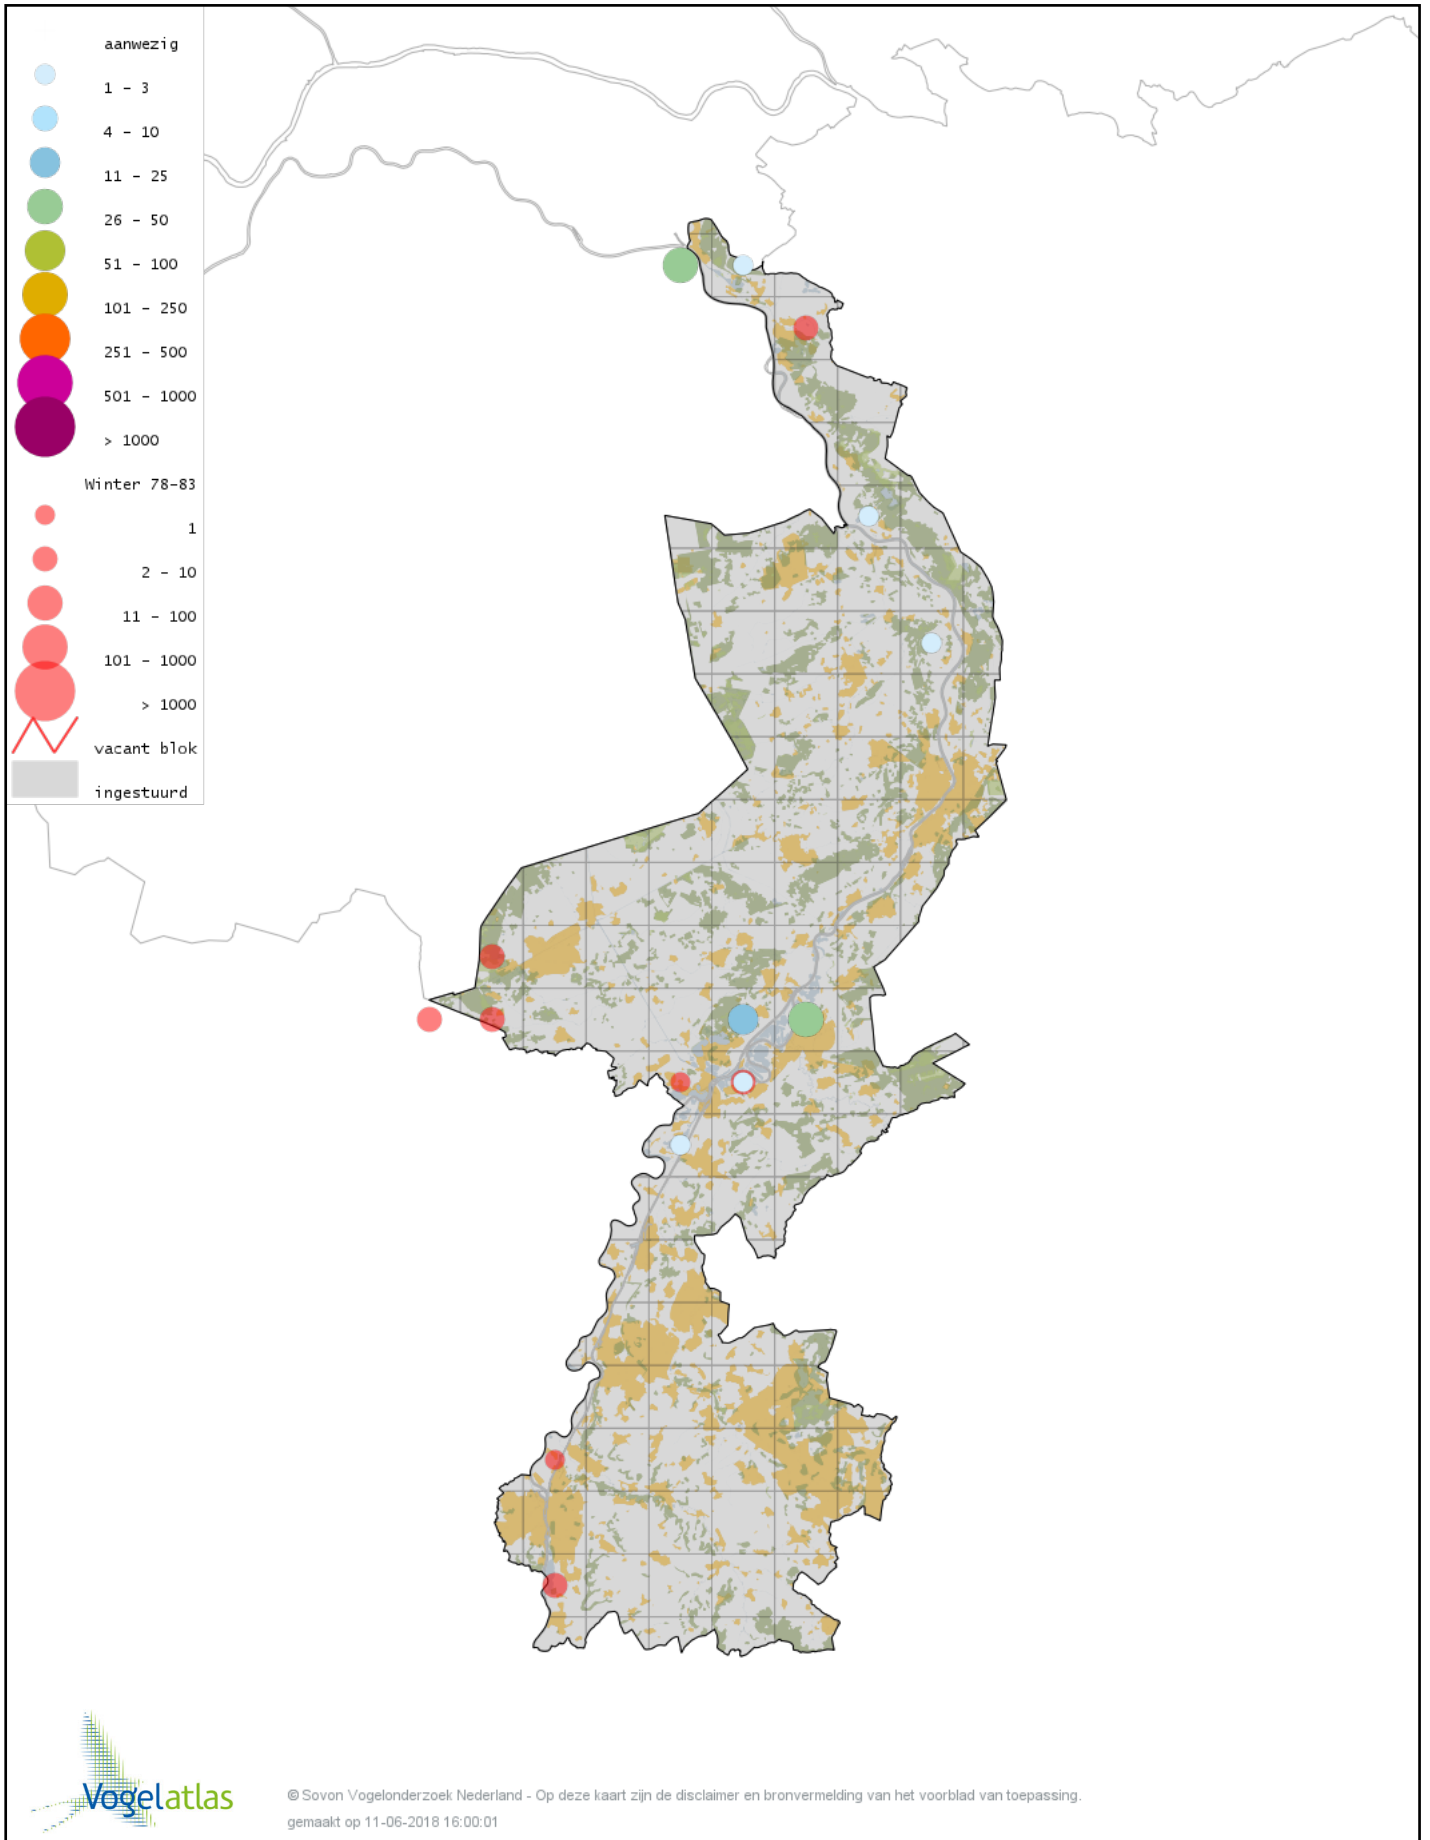 aanwezig
1 - 3
4 - 10
11 - 25
26 - 50
51 - 100
101 - 250
251 - 500
501 - 1000
> 1000
Winter 78-83
1
2 - 10
11 - 100
101 - 1000
> 1000
vacant blok
ingestuurd
Vogelatlas
© Sovon Vogelonderzoek Nederland - Op deze kaart zijn de disclaimer en bronvermelding van het voorblad van toepassing.
gemaakt op 11-06-2018 16:00:01